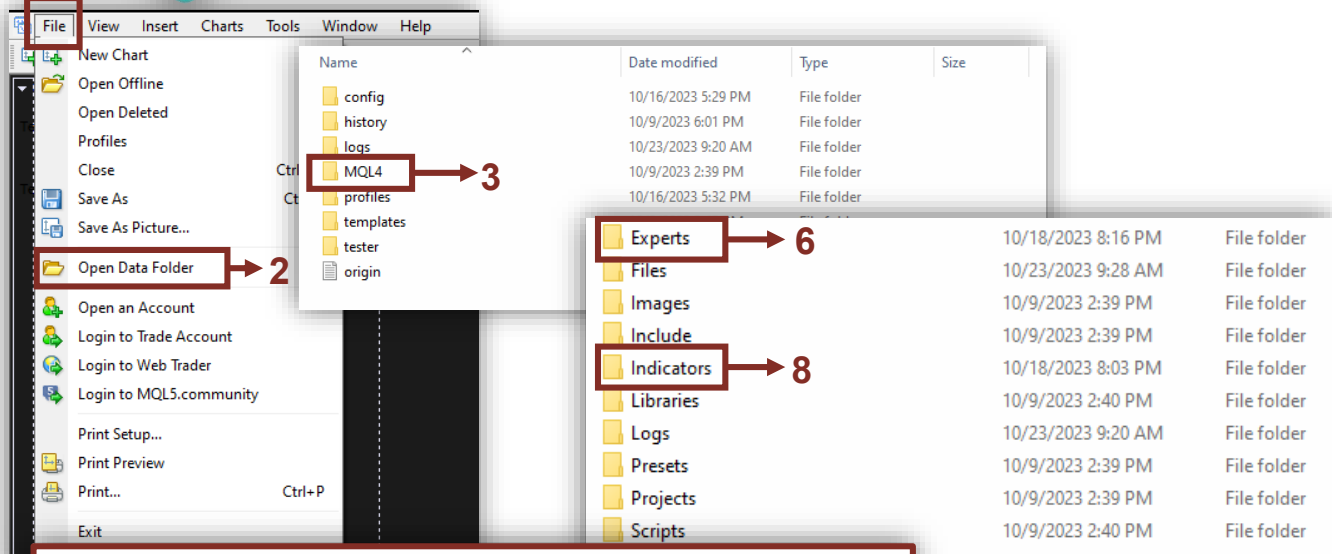 File View Insert Charts Tools Window Help
New Chart
Open Offline
Open Deleted
Profiles
Close
Save As
Save As Picture...
Open Data Folder 2
Open an Account
Login to Trade Account
Login to Web Trader
Login to MQL5.community
Print Setup...
Print Preview
Print... Ctrl+P
Exit
Name Date modified Type Size
config 10/16/2023 5:29 PM File folder
history 10/9/2023 6:01 PM File folder
logs 10/23/2023 9:20 AM File folder
MQL4 3 10/9/2023 2:39 PM File folder
profiles 10/16/2023 5:32 PM File folder
templates
tester
origin
Experts 6 10/18/2023 8:16 PM File folder
Files 10/23/2023 9:28 AM File folder
Images 10/9/2023 2:39 PM File folder
Include 10/9/2023 2:39 PM File folder
Indicators 8 10/18/2023 8:03 PM File folder
Libraries 10/9/2023 2:40 PM File folder
Logs 10/23/2023 9:20 AM File folder
Presets 10/9/2023 2:39 PM File folder
Projects 10/9/2023 2:39 PM File folder
Scripts 10/9/2023 2:40 PM File folder